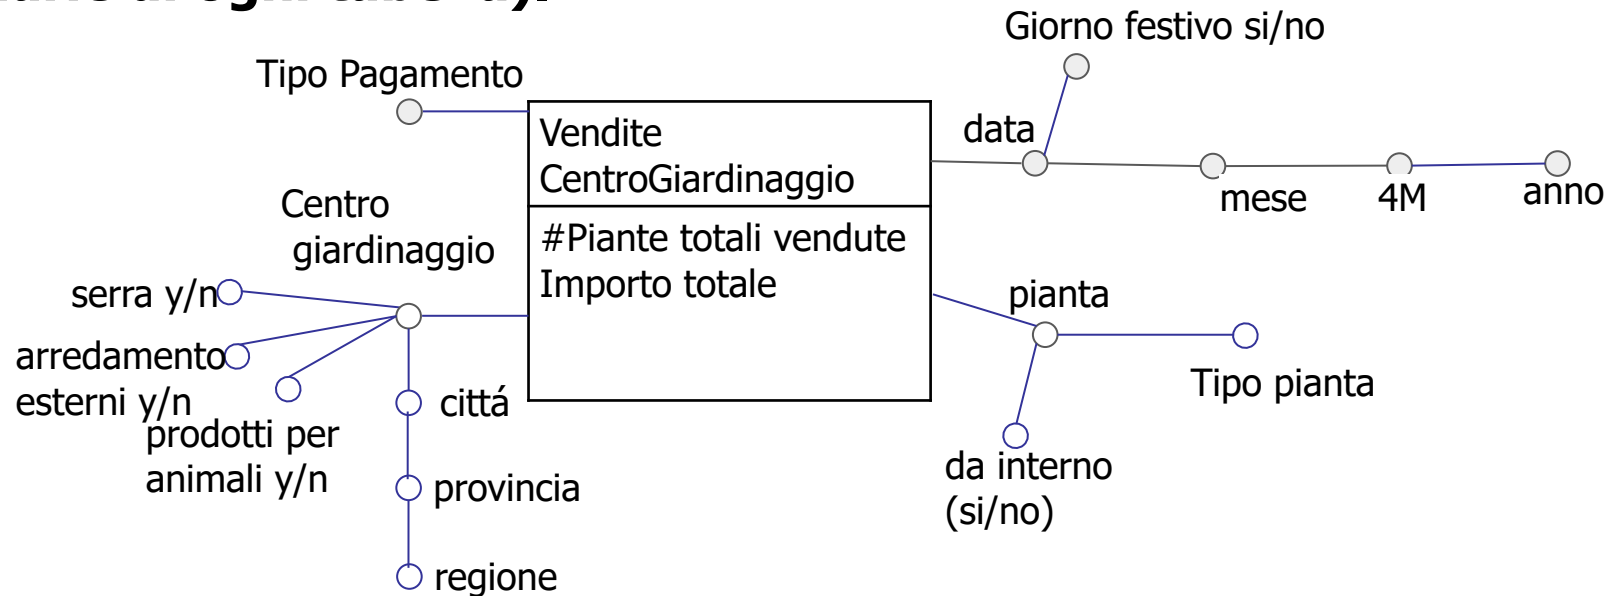 Giorno festivo si/no
Tipo Pagamento
data
mese
4M
anno
Vendite
CentroGiardinaggio
#Piante totali vendute
Importo totale
Centro
giardinaggio
serra y/n
arredamento
esterni y/n
prodotti per
animali y/n
cittá
provincia
regione
pianta
Tipo pianta
da interno
(si/no)